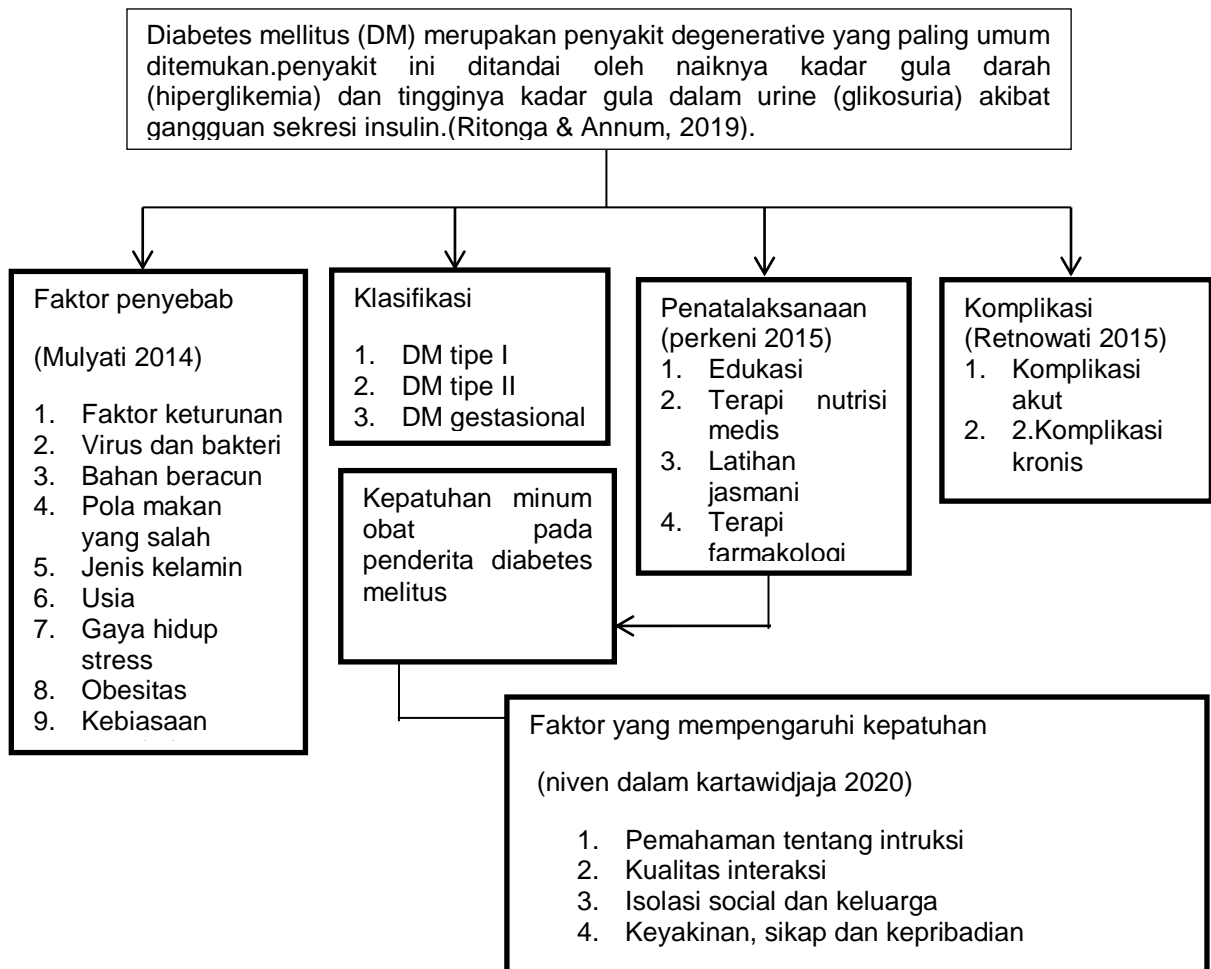 Diabetes mellitus (DM) merupakan penyakit degenerative yang paling umum
ditemukan.penyakit ini ditandai oleh naiknya kadar gula darah
(hiperglikemia) dan tingginya kadar gula dalam urine (glikosuria) akibat
gangguan sekresi insulin.(Ritonga & Annum, 2019).
Faktor penyebab
(Mulyati 2014)
1. Faktor keturunan
2. Virus dan bakteri
3. Bahan beracun
4. Pola makan
yang salah
5. Jenis kelamin
6. Usia
7. Gaya hidup
stress
8. Obesitas
9. Kebiasaan
Klasifikasi
1. DM tipe I
2. DM tipe II
3. DM gestasional
Penatalaksanaan
(perkeni 2015)
1. Edukasi
2. Terapi nutrisi
medis
3. Latihan
jasmani
4. Terapi
farmakologi
Komplikasi
(Retnowati 2015)
1. Komplikasi
akut
2. 2.Komplikasi
kronis
Kepatuhan minum
obat pada
penderita diabetes
melitus
Faktor yang mempengaruhi kepatuhan
(niven dalam kartawidjaja 2020)
1. Pemahaman tentang intruksi
2. Kualitas interaksi
3. Isolasi social dan keluarga
4. Keyakinan, sikap dan kepribadian